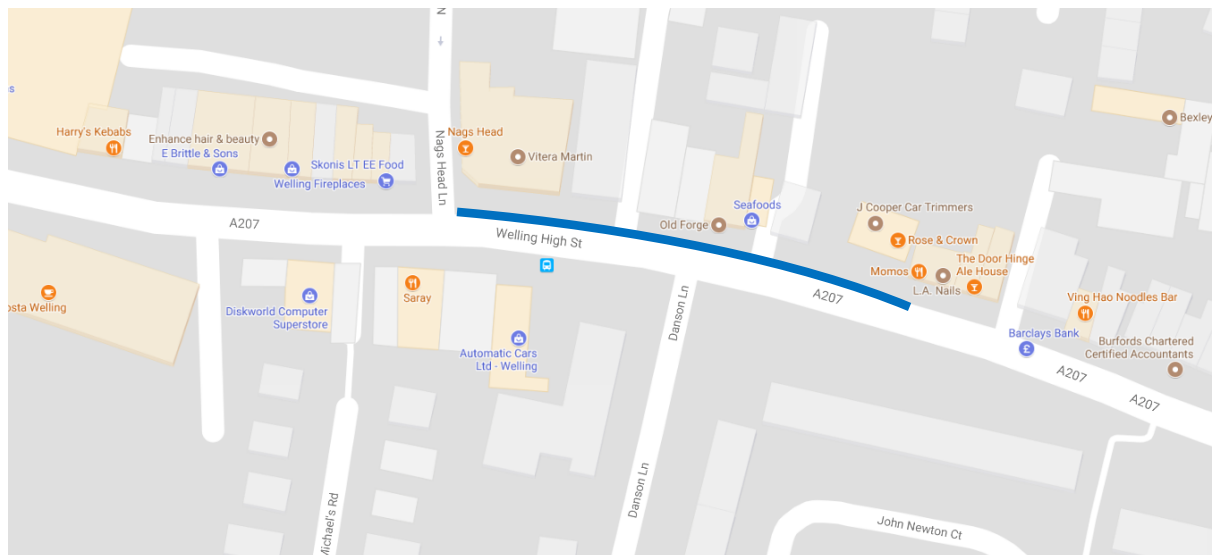 N
Bexley
Harry's Kebabs
Enhance hair & beauty
E Brittle & Sons
Skonis LT EE Food
Welling Fireplaces
Nags Head Ln
Nags Head
Vitera Martin
Seafoods
Old Forge
J Cooper Car Trimmers
Rose & Crown
The Door Hinge
Ale House
Momos
L.A. Nails
A207
Welling High St
A207
osta Welling
Diskworld Computer
Superstore
Saray
Danson Ln
Ving Hao Noodles Bar
Barclays Bank
£
Automatic Cars
Ltd - Welling
Burfords Chartered
Certified Accountants
A207
A207
Danson Ln
Michael's Rd
John Newton Ct